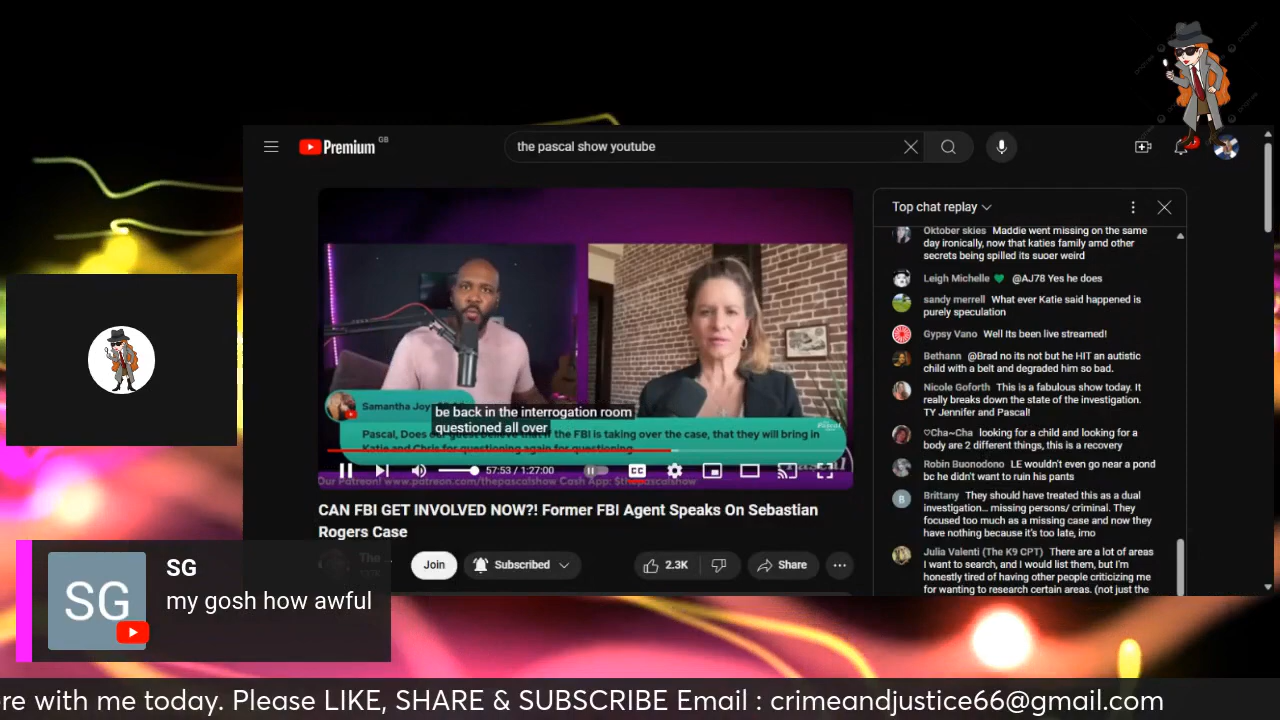 Premium GB
the pascal show youtube
Top chat replay
Oktober skies Maddie went missing on the same
day ironically, now that katies family amd other
secrets being spilled its suoer weird
Leigh Michelle 💚 @AJ78 Yes he does
sandy merrell What ever Katie said happened is
purely speculation
Gypsy Vano Well Its been live streamed!
Bethann @Brad no its not but he HIT an autistic
child with a belt and degraded him so bad.
Nicole Goforth This is a fabulous show today. It
really breaks down the state of the investigation.
TY Jennifer and Pascal!
♡Cha~Cha looking for a child and looking for a
body are 2 different things, this is a recovery
Robin Buonodono LE wouldn't even go near a pond
bc he didn't want to ruin his pants
B Brittany They should have treated this as a dual
investigation... missing persons/ criminal. They
focused too much as a missing case and now they
have nothing because it's too late, imo
Julia Valenti (The K9 CPT) There are a lot of areas
I want to search, and I would list them, but I'm
honestly tired of having other people criticizing me
for wanting to research certain areas. (not just the
Samantha Joy
be back in the interrogation room
questioned all over
Pascal, Does our guest believe that if the FBI is taking over the case, that they will bring in
Katie and Chris for questioning again for questioning
57:53 / 1:27:00
CC
Our Patreon! www.patreon.com/thepascalshow Cash App: $thepascalshow
CAN FBI GET INVOLVED NOW?! Former FBI Agent Speaks On Sebastian
Rogers Case
The
Join
Subscribed
2.3K
Share
SG
SG
my gosh how awful
re with me today. Please LIKE, SHARE & SUBSCRIBE Email : crimeandjustice66@gmail.com